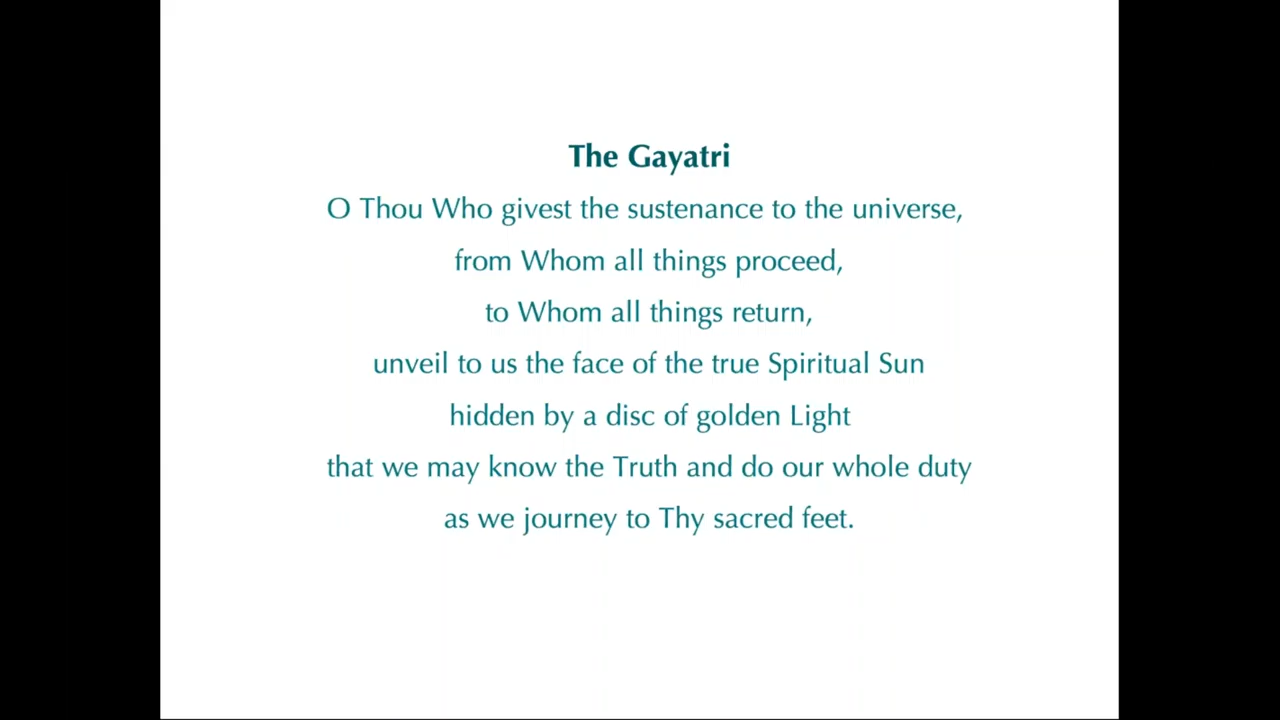 The Gayatri
O Thou Who givest the sustenance to the universe,
from Whom all things proceed,
to Whom all things return,
unveil to us the face of the true Spiritual Sun
hidden by a disc of golden Light
that we may know the Truth and do our whole duty
as we journey to Thy sacred feet.